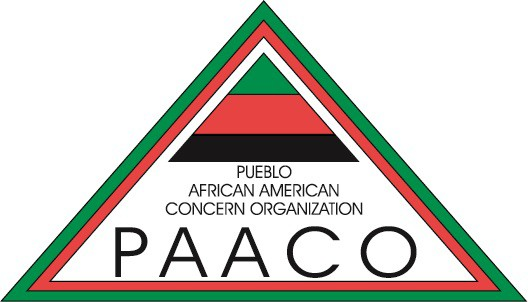 PUEBLO
AFRICAN AMERICAN
CONCERN ORGANIZATION
PAACO